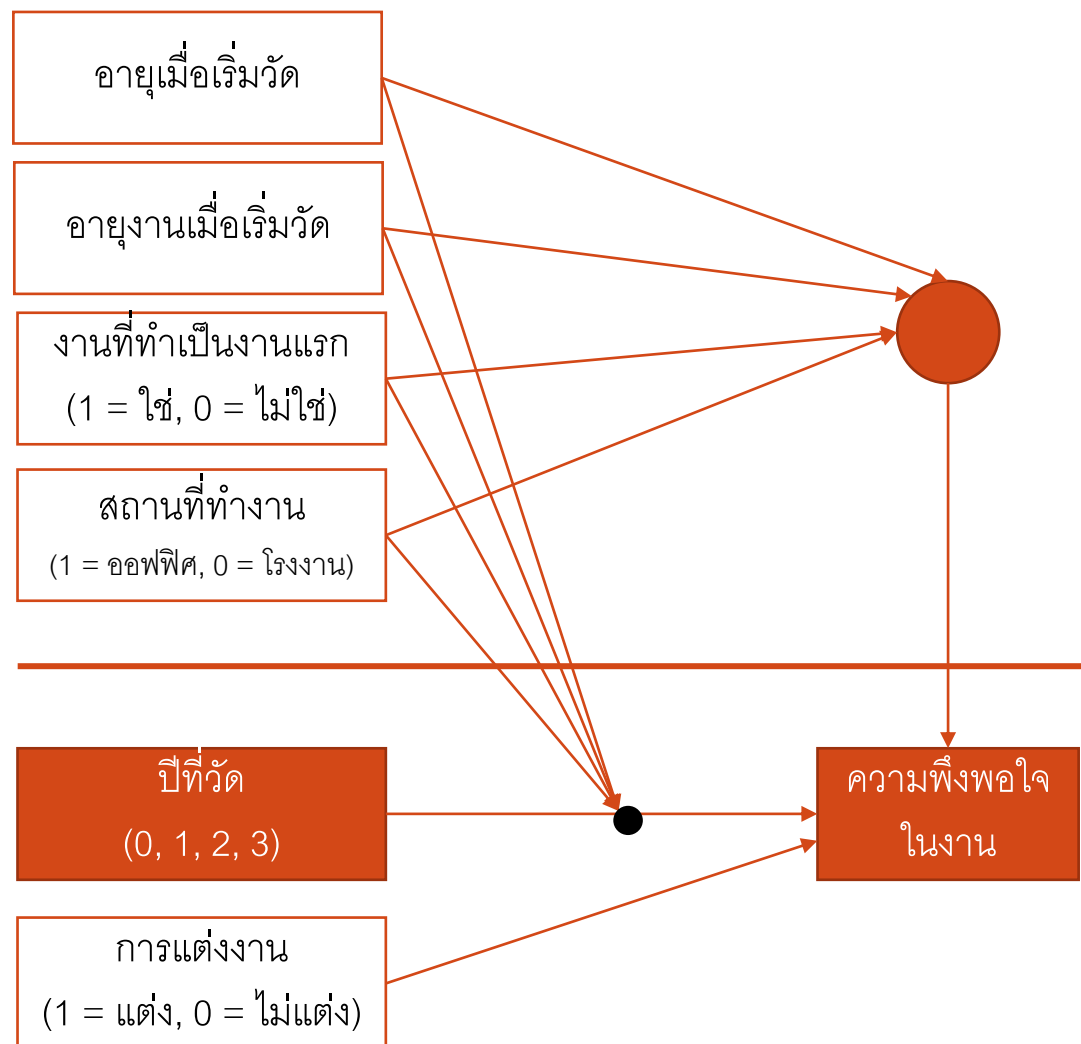 อายุเมื่อเริ่มวัด
อายุงานเมื่อเริ่มวัด
งานที่ทำเป็นงานแรก
(1 = ใช่, 0 = ไม่ใช่)
สถานที่ทำงาน
(1 = ออฟฟิศ, 0 = โรงงาน)
ปีที่วัด
(0, 1, 2, 3)
ความพึงพอใจ
ในงาน
การแต่งงาน
(1 = แต่ง, 0 = ไม่แต่ง)